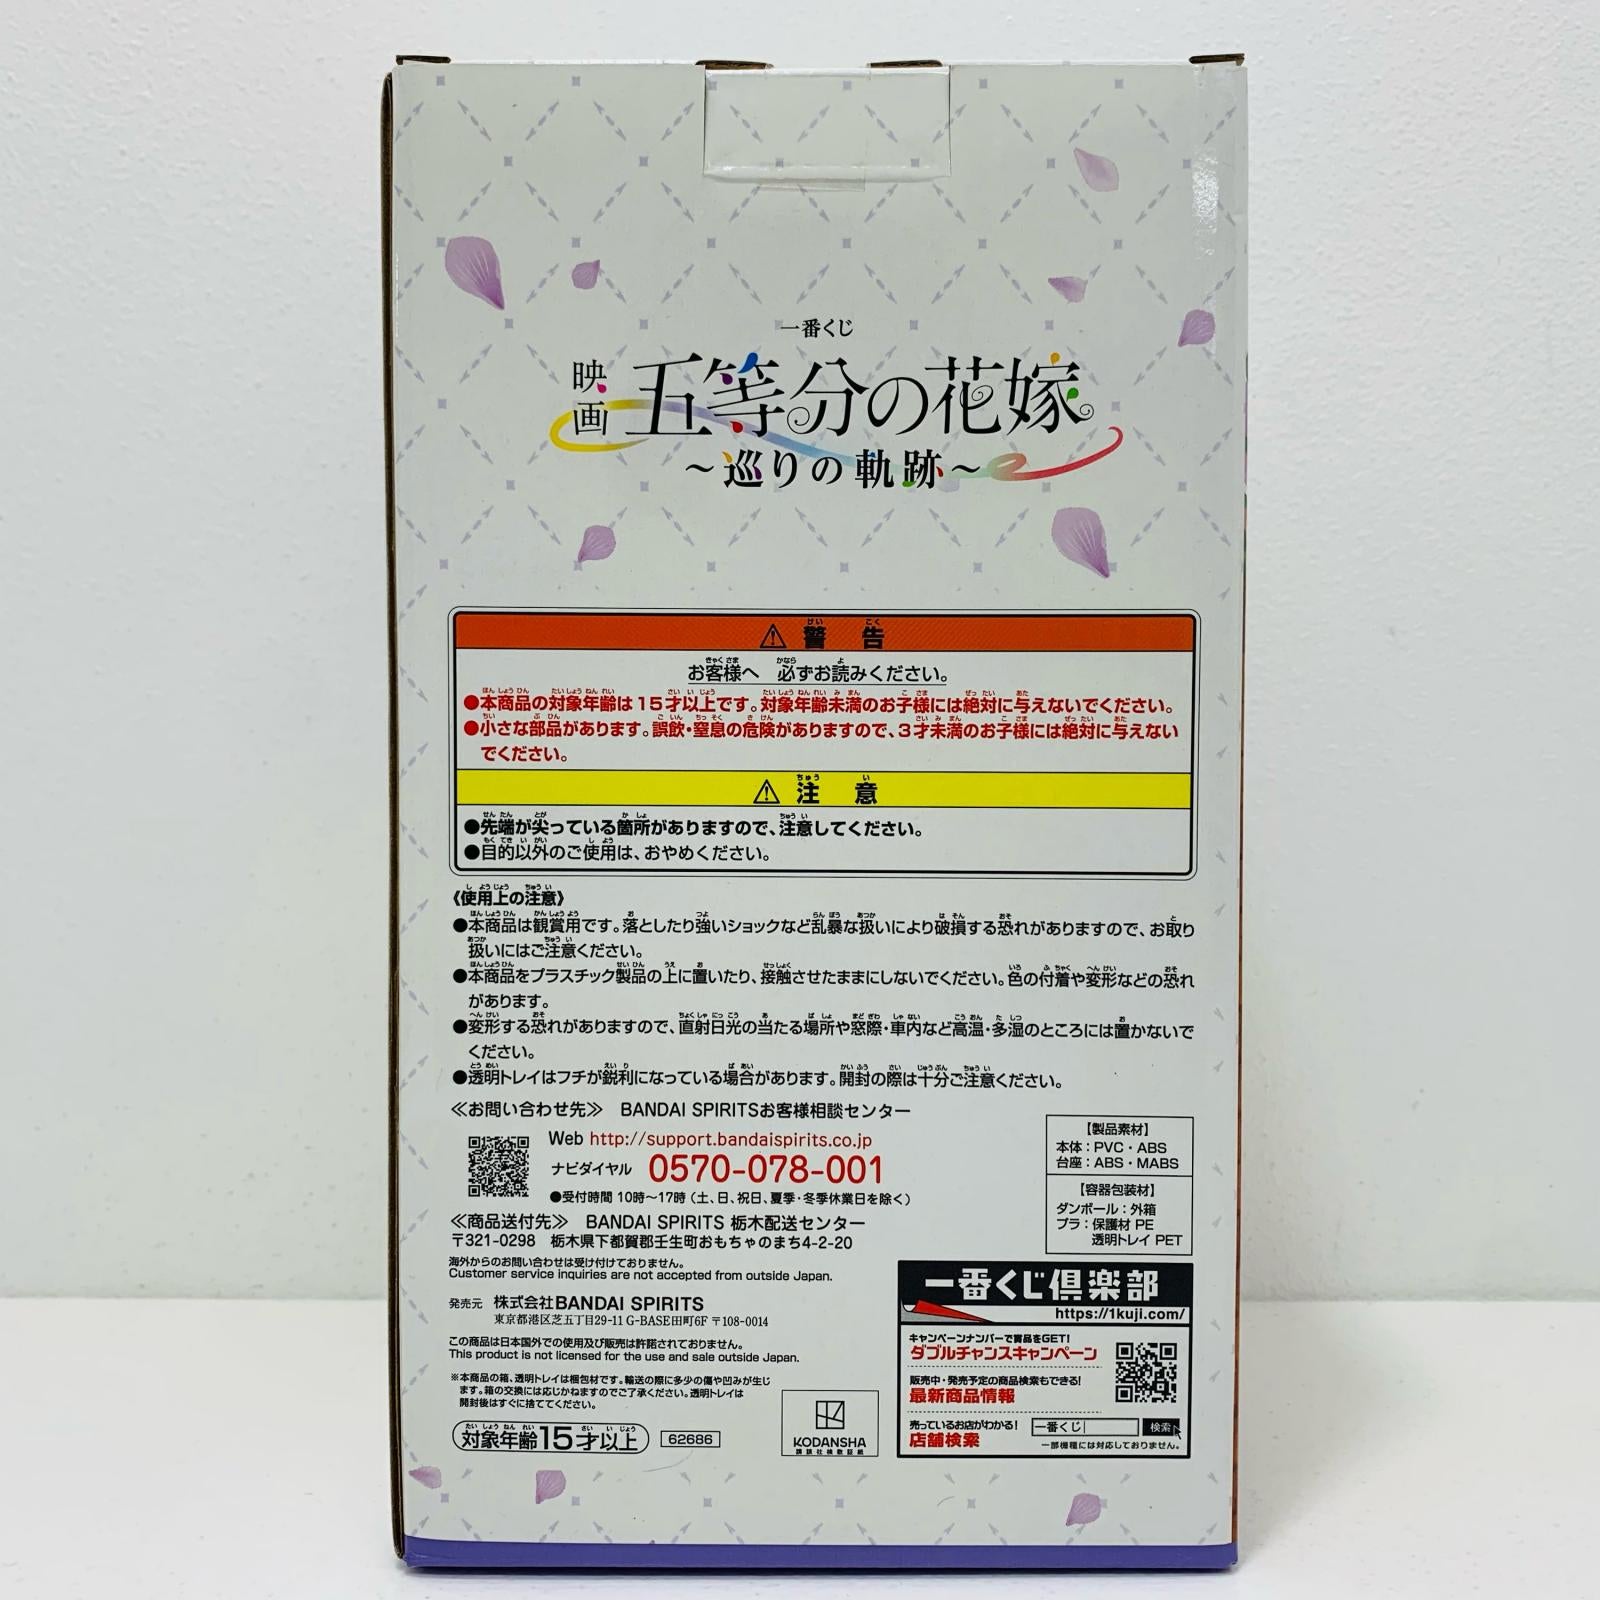 一番くじ
映画 五等分の花嫁
～巡りの軌跡～
⚠ 警告
お客様へ 必ずお読みください。
●本商品の対象年齢は15才以上です。対象年齢未満のお子様には絶対に与えないでください。
●小さな部品があります。誤飲・窒息の危険がありますので、3才未満のお子様には絶対に与えない
でください。
⚠ 注意
●先端が尖っている箇所がありますので、注意してください。
●目的以外のご使用は、おやめください。
《使用上の注意》
●本商品は観賞用です。落としたり強いショックなど乱暴な扱いにより破損する恐れがありますので、お取り
扱いにはご注意ください。
●本商品をプラスチック製品の上に置いたり、接触させたままにしないでください。色の付着や変形などの恐れ
があります。
●変形する恐れがありますので、直射日光の当たる場所や窓際・車内など高温・多湿のところには置かないで
ください。
●透明トレイはフチが鋭利になっている場合があります。開封の際は十分ご注意ください。
≪お問い合わせ先≫ BANDAI SPIRITSお客様相談センター
Web http://support.bandaispirits.co.jp
ナビダイヤル 0570-078-001
●受付時間 10時～17時（土、日、祝日、夏季・冬季休業日を除く）
≪商品送付先≫ BANDAI SPIRITS 栃木配送センター
〒321-0298 栃木県下都賀郡壬生町おもちゃのまち4-2-20
海外からのお問い合わせは受け付けておりません。
Customer service inquiries are not accepted from outside Japan.
発売元 株式会社BANDAI SPIRITS
東京都港区芝五丁目29-11 G-BASE田町6F 〒108-0014
この商品は日本国外での使用及び販売は許諾されておりません。
This product is not licensed for the use and sale outside Japan.
※本商品の箱、透明トレイは梱包材です。輸送の際に多少の傷や凹みが生じ
ます。箱の交換には応じかねますのでご了承ください。透明トレイは
開封後はすぐに捨ててください。
対象年齢15才以上
62686
KODANSHA
講談社検数証紙
【製品素材】
本体：PVC・ABS
台座：ABS・MABS
【容器包装材】
ダンボール：外箱
プラ：保護材 PE
透明トレイ PET
一番くじ倶楽部
https://1kuji.com/
キャンペーンナンバーで賞品をGET!
ダブルチャンスキャンペーン
販売中・発売予定の商品検索もできる!
最新商品情報
売っているお店がわかる!
店舗検索
一番くじ 検索
一部機種には対応しておりません。